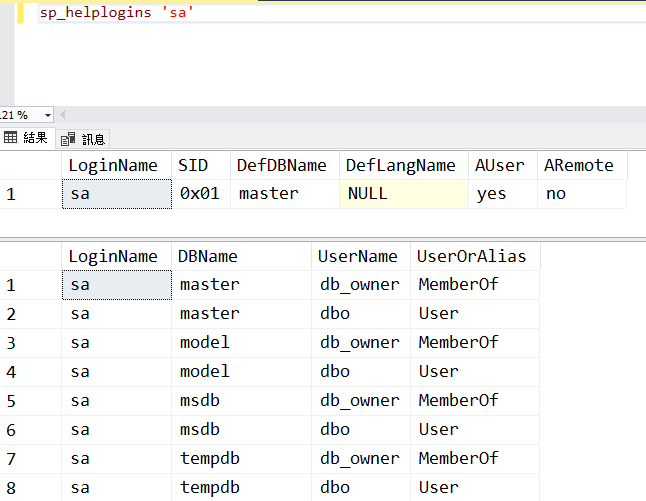 sp_helplogins 'sa'
121 %
結果 訊息
LoginName SID DefDBName DefLangName AUser ARemote
1 sa 0x01 master NULL yes no
LoginName DBName UserName UserOrAlias
1 sa master db_owner MemberOf
2 sa master dbo User
3 sa model db_owner MemberOf
4 sa model dbo User
5 sa msdb db_owner MemberOf
6 sa msdb dbo User
7 sa tempdb db_owner MemberOf
8 sa tempdb dbo User